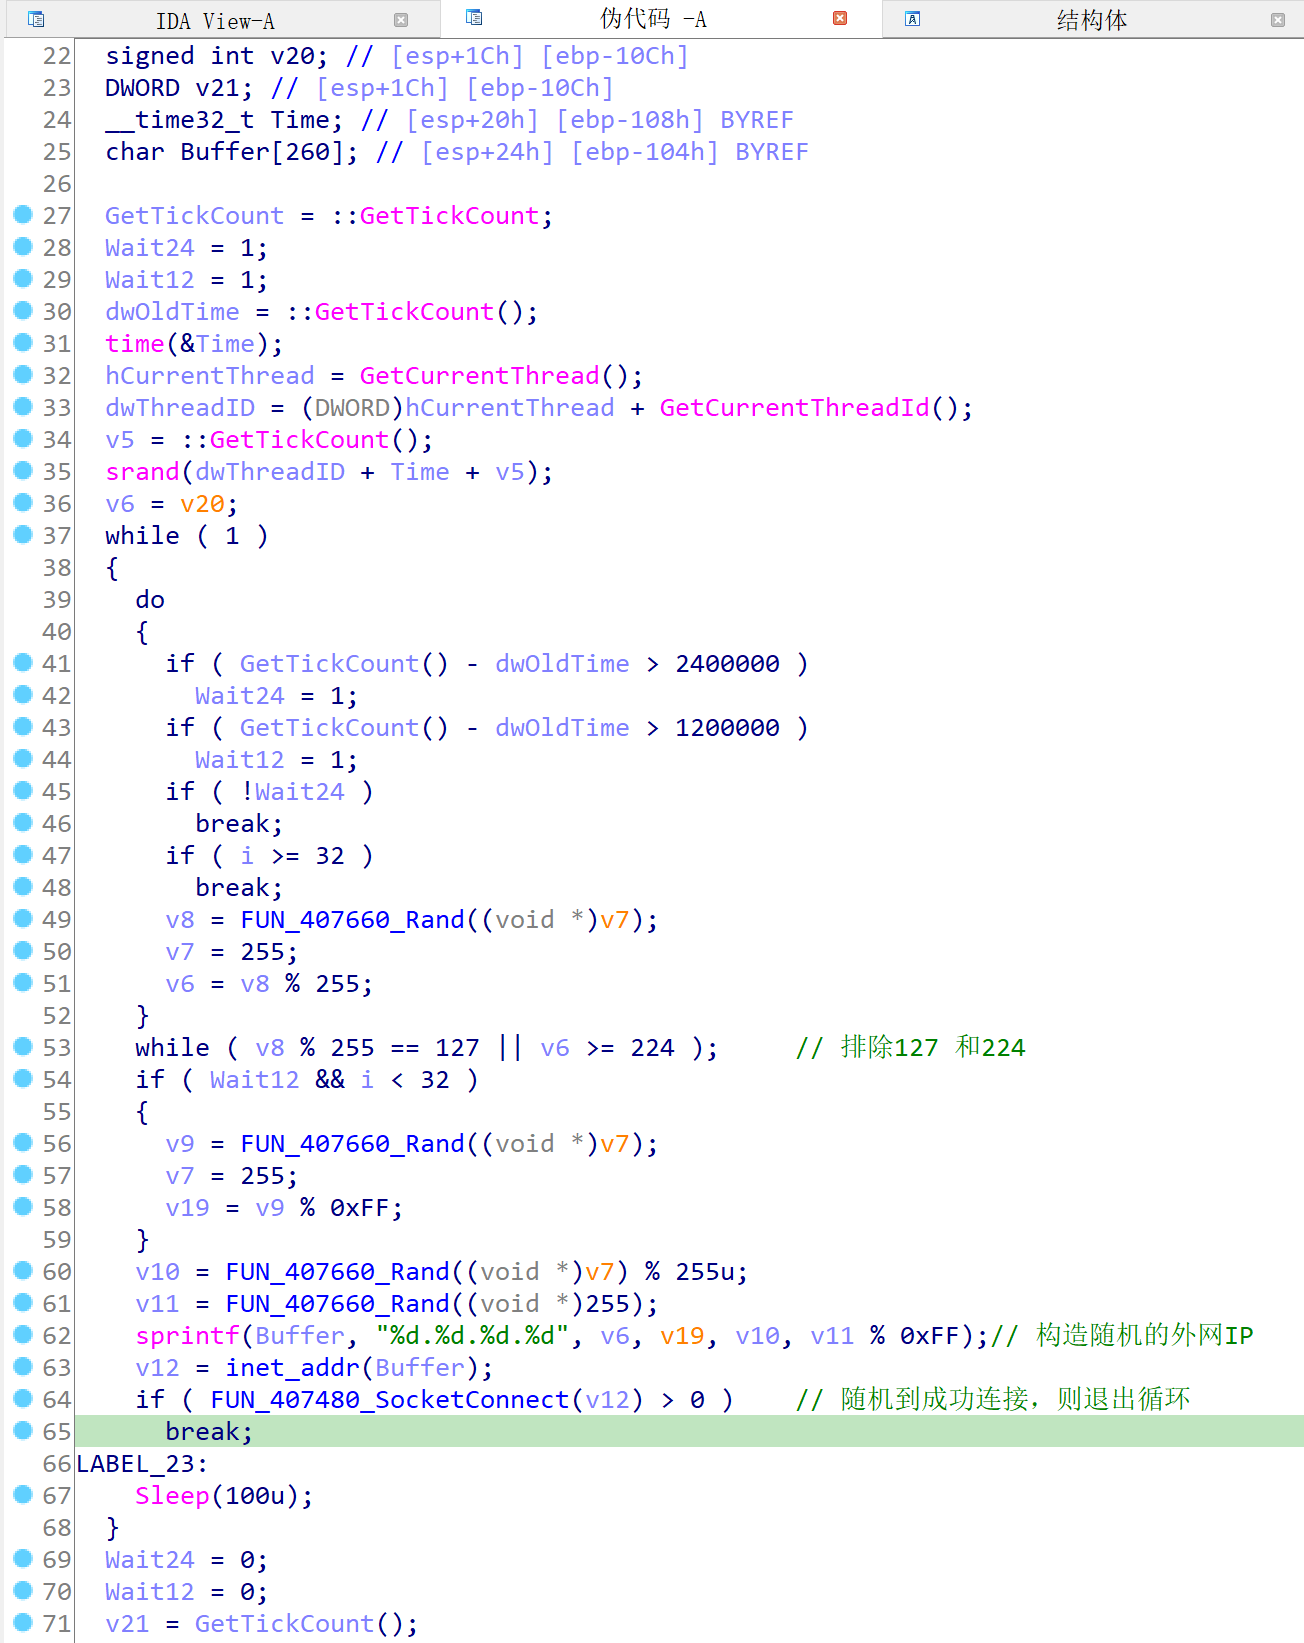 IDA View-A 伪代码 -A 结构体
22 signed int v20; // [esp+1Ch] [ebp-10Ch]
23 DWORD v21; // [esp+1Ch] [ebp-10Ch]
24 __time32_t Time; // [esp+20h] [ebp-108h] BYREF
25 char Buffer[260]; // [esp+24h] [ebp-104h] BYREF
26
27 GetTickCount = ::GetTickCount;
28 Wait24 = 1;
29 Wait12 = 1;
30 dwOldTime = ::GetTickCount();
31 time(&Time);
32 hCurrentThread = GetCurrentThread();
33 dwThreadID = (DWORD)hCurrentThread + GetCurrentThreadId();
34 v5 = ::GetTickCount();
35 srand(dwThreadID + Time + v5);
36 v6 = v20;
37 while ( 1 )
38 {
39 do
40 {
41 if ( GetTickCount() - dwOldTime > 2400000 )
42 Wait24 = 1;
43 if ( GetTickCount() - dwOldTime > 1200000 )
44 Wait12 = 1;
45 if ( !Wait24 )
46 break;
47 if ( i >= 32 )
48 break;
49 v8 = FUN_407660_Rand((void *)v7);
50 v7 = 255;
51 v6 = v8 % 255;
52 }
53 while ( v8 % 255 == 127 || v6 >= 224 ); // 排除127 和224
54 if ( Wait12 && i < 32 )
55 {
56 v9 = FUN_407660_Rand((void *)v7);
57 v7 = 255;
58 v19 = v9 % 0xFF;
59 }
60 v10 = FUN_407660_Rand((void *)v7) % 255u;
61 v11 = FUN_407660_Rand((void *)255);
62 sprintf(Buffer, "%d.%d.%d.%d", v6, v19, v10, v11 % 0xFF);// 构造随机的外网IP
63 v12 = inet_addr(Buffer);
64 if ( FUN_407480_SocketConnect(v12) > 0 ) // 随机到成功连接，则退出循环
65 break;
66 LABEL_23:
67 Sleep(100u);
68 }
69 Wait24 = 0;
70 Wait12 = 0;
71 v21 = GetTickCount();